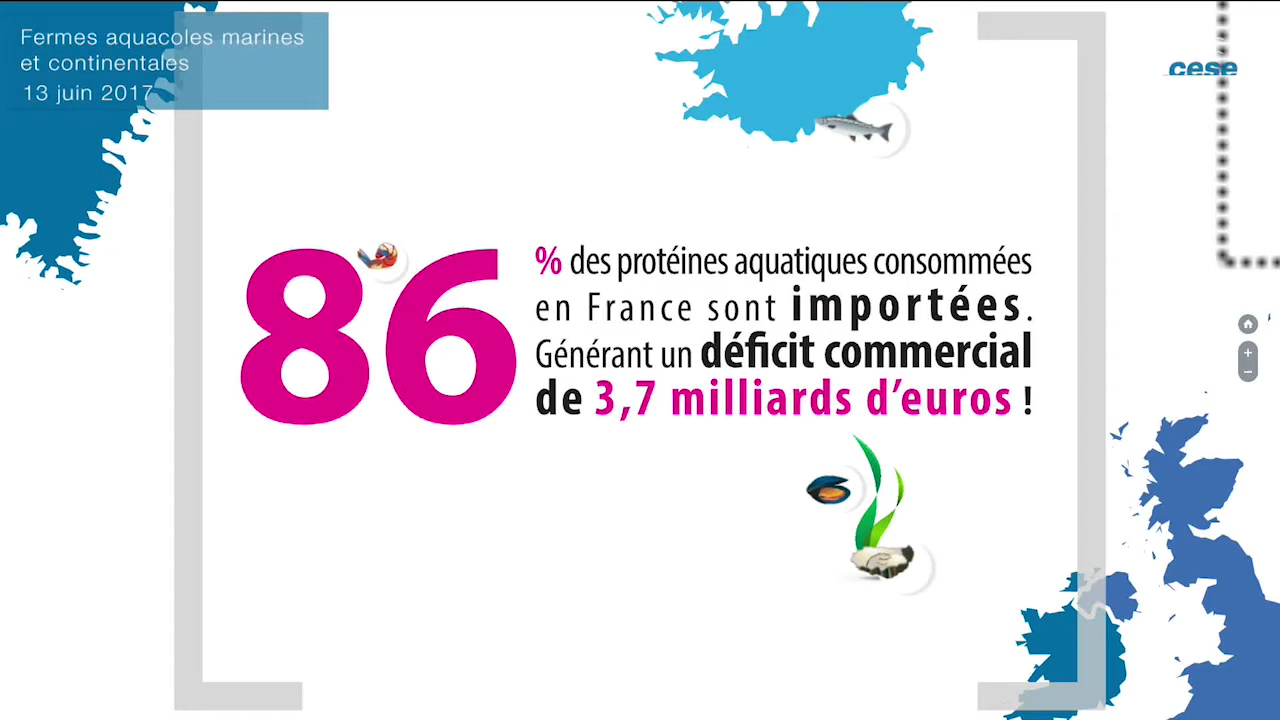 Fermes aquacoles marines
et continentales
13 juin 2017
cese
86
% des protéines aquatiques consommées
en France sont importées.
Générant un déficit commercial
de 3,7 milliards d’euros !